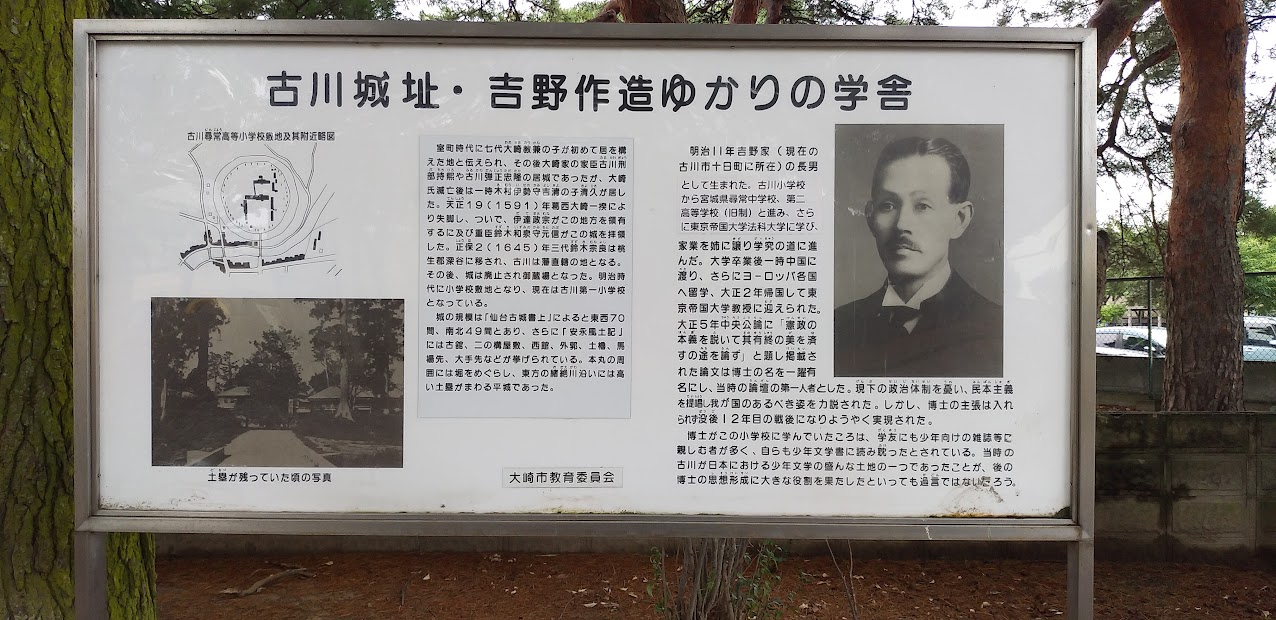 古川城址・吉野作造ゆかりの学舎
古川尋常高等小学校敷地及其附近略図
土塁が残っていた頃の写真
室町時代に七代大崎教兼の子が初めて居を構
えた地と伝えられ、その後大崎家の家臣古川刑
部持煕や古川弾正忠隆の居城であったが、大崎
氏滅亡後は一時木村伊勢守吉清の子清久が居し
た。天正19(1591)年葛西大崎一揆によ
り失脚し、ついで、伊達政宗がこの地方を領有
するに及び重臣鈴木和泉守元信がこの城を拝領
した。正保2(1645)年三代鈴木宗良は桃
生郡深谷に移され、古川は藩直轄の地となる。
その後、城は廃止され御蔵場となった。明治時
代に小学校敷地となり、現在は古川第一小学校
となっている。
城の規模は「仙台古城書上」によると東西70
間、南北49間とあり、さらに「安永風土記」
には古館、二の構屋敷、西館、外郭、土橋、馬
場先、大手先などが挙げられている。本丸の周
囲には堀をめぐらし、東方の緒絶川沿いには高
い土塁がまわる平城であった。
大崎市教育委員会
明治11年吉野家(現在の
古川市十日町に所在)の長男
として生まれた。古川小学校
から宮城県尋常中学校、第二
高等学校(旧制)と進み、さら
に東京帝国大学法科大学に学び、
家業を姉に譲り学究の道に進
んだ。大学卒業後一時中国に
渡り、さらにヨーロッパ各国
へ留学、大正2年帰国して東
京帝国大学教授に迎えられた。
大正5年中央公論に「憲政の
本義を説いて其有終の美を済
すの途を論ず」と題し掲載さ
れた論文は博士の名を一躍有
名にし、当時の論壇の第一人者とした。現下の政治体制を憂い、民本主義
を提唱し我が国のあるべき姿を力説された。しかし、博士の主張は入れ
られず没後12年目の戦後になりようやく実現された。
博士がこの小学校に学んでいたころは、学友にも少年向けの雑誌等に
親しむ者が多く、自らも少年文学書に読み耽ったとされている。当時の
古川が日本における少年文学の盛んな土地の一つであったことが、後の
博士の思想形成に大きな役割を果たしたといっても過言ではないだろう。